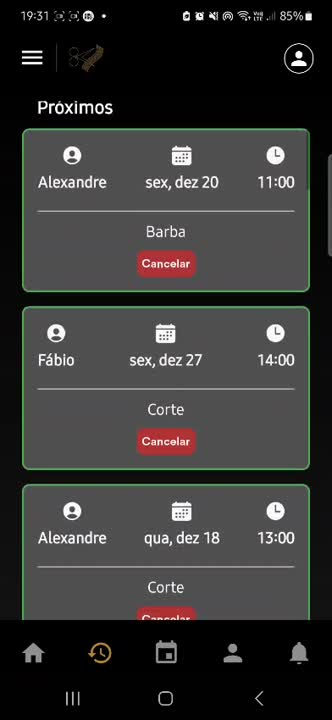 19:31 85%
Próximos
Alexandre sex, dez 20 11:00
Barba
Cancelar
Fábio sex, dez 27 14:00
Corte
Cancelar
Alexandre qua, dez 18 13:00
Corte
Cancelar